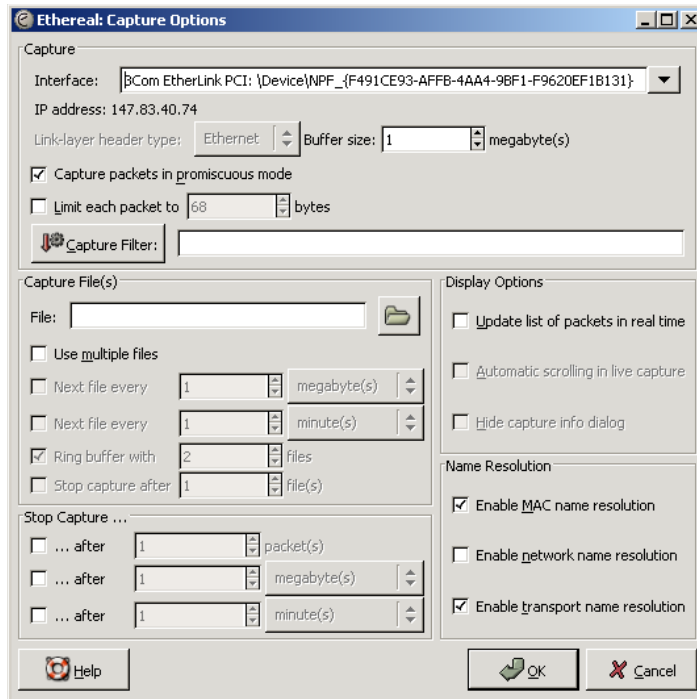 Ethereal: Capture Options
Capture
Interface: 3Com EtherLink PCI: \Device\NPF_{F491CE93-AFFB-4AA4-9BF1-F9620EF1B131}
IP address: 147.83.40.74
Link-layer header type: Ethernet Buffer size: 1 megabyte(s)
Capture packets in promiscuous mode
Limit each packet to 68 bytes
Capture Filter:
Capture File(s)
File:
Use multiple files
Next file every 1 megabyte(s)
Next file every 1 minute(s)
Ring buffer with 2 files
Stop capture after 1 file(s)
Stop Capture ...
... after 1 packet(s)
... after 1 megabyte(s)
... after 1 minute(s)
Display Options
Update list of packets in real time
Automatic scrolling in live capture
Hide capture info dialog
Name Resolution
Enable MAC name resolution
Enable network name resolution
Enable transport name resolution
Help
OK
Cancel